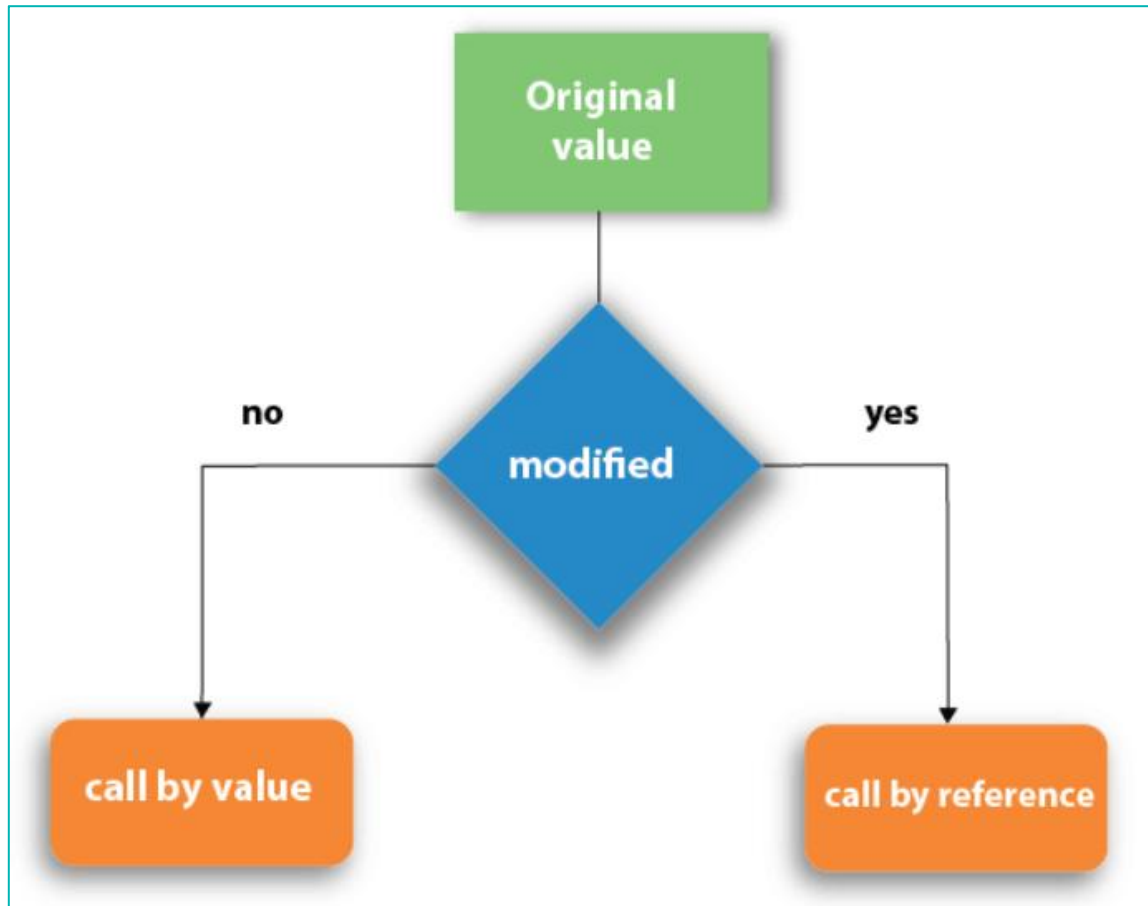 Original
value
no
yes
modified
call by value
call by reference